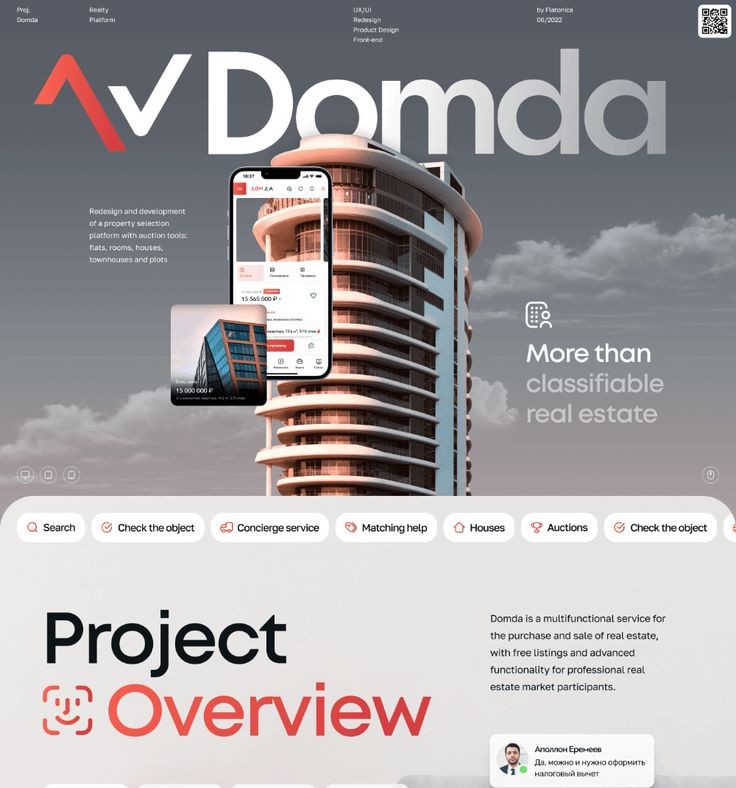 Proj.
Domda
Realty
Platform
UX/UI
Redesign
Product Design
Front-end
by Flatonica
06/2022
Domda
Redesign and development
of a property selection
platform with auction tools:
flats, rooms, houses,
townhouses and plots
18:27
ДОМДА
15 565 000 ₽
15 000 000 ₽
More than
classifiable
real estate
Search
Check the object
Concierge service
Matching help
Houses
Auctions
Check the object
Project
Overview
Domda is a multifunctional service for
the purchase and sale of real estate,
with free listings and advanced
functionality for professional real
estate market participants.
Аполлон Еремеев
Да, можно и нужно оформить
налоговый вычет